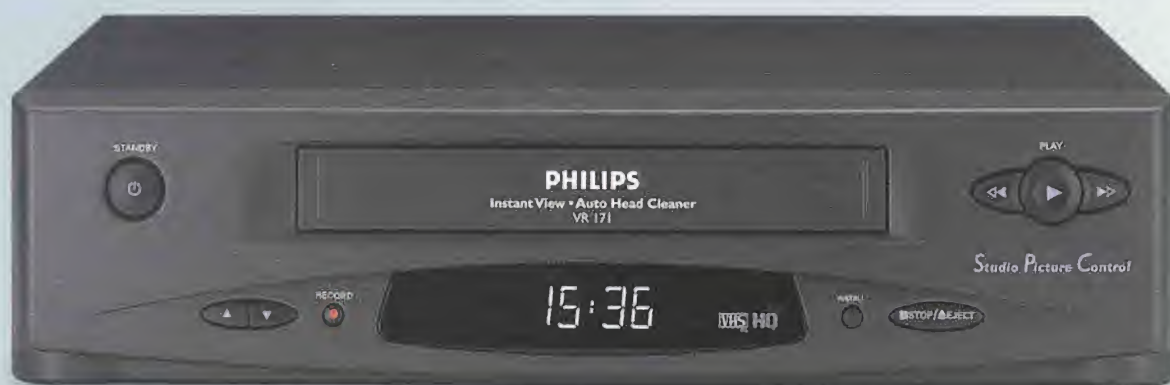 STANDBY
PHILIPS
Instant View • Auto Head Cleaner
VR 171
PLAY
Studio Picture Control
RECORD
15:36
VHS HQ
INSTALL
STOP/EJECT